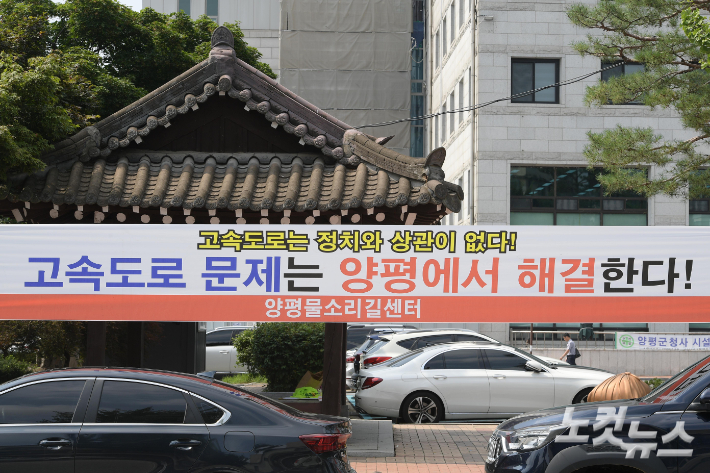 고속도로는 정치와 상관이 없다!
고속도로 문제는 양평에서 해결한다!
양평물소리길센터
양평군청사 시설
노컷뉴스